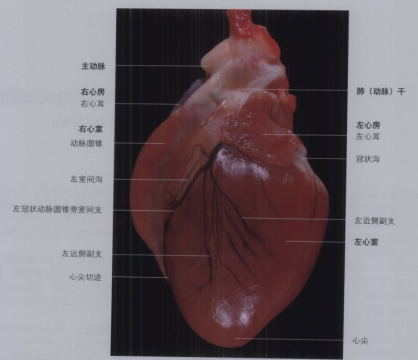 主动脉
右心房
右心耳
右心室
动脉圆锥
左室间沟
左冠状动脉圆锥旁室间支
左远侧副支
心尖切迹
肺（动脉）干
左心房
左心耳
冠状沟
左近侧副支
左心室
心尖